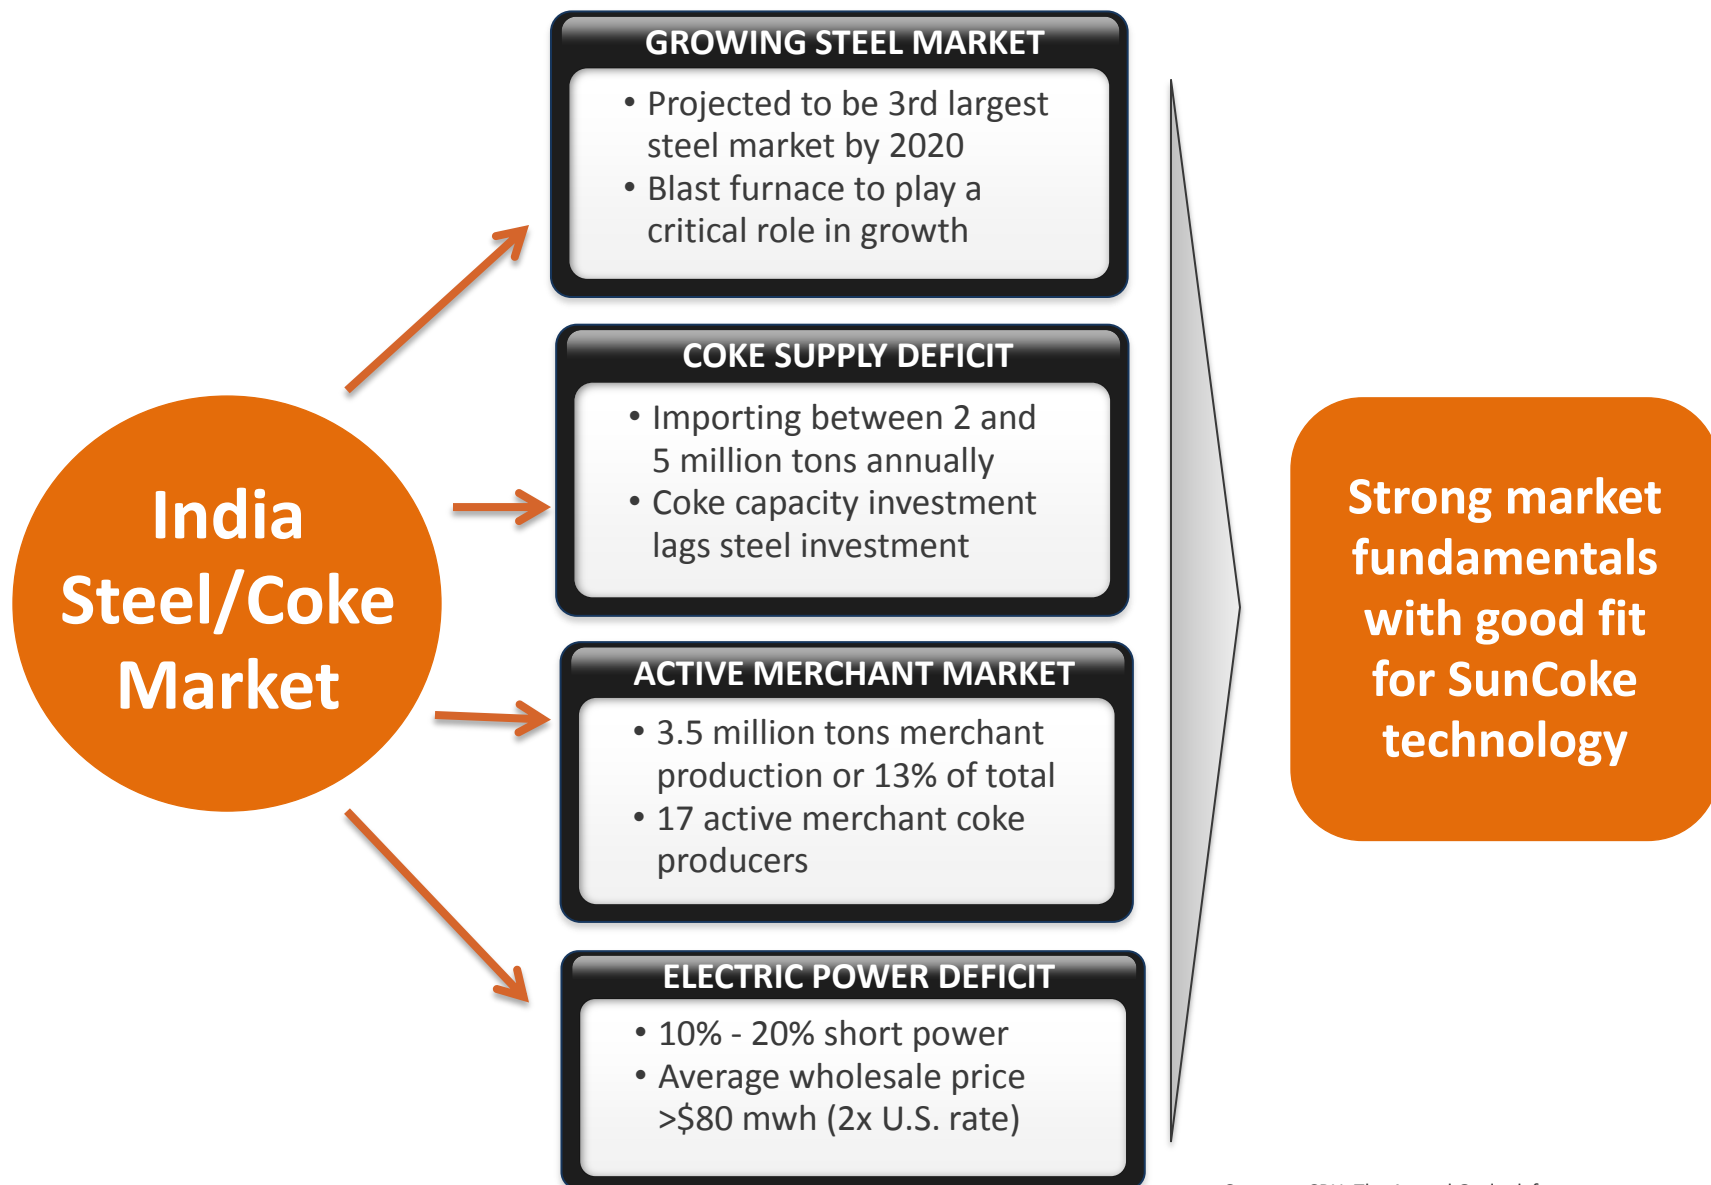 GROWING STEEL MARKET
• Projected to be 3rd largest
steel market by 2020
• Blast furnace to play a
critical role in growth
COKE SUPPLY DEFICIT
• Importing between 2 and
5 million tons annually
• Coke capacity investment
lags steel investment
India
Steel/Coke
Market
ACTIVE MERCHANT MARKET
• 3.5 million tons merchant
production or 13% of total
• 17 active merchant coke
producers
ELECTRIC POWER DEFICIT
• 10% - 20% short power
• Average wholesale price
>$80 mwh (2x U.S. rate)
Strong market
fundamentals
with good fit
for SunCoke
technology